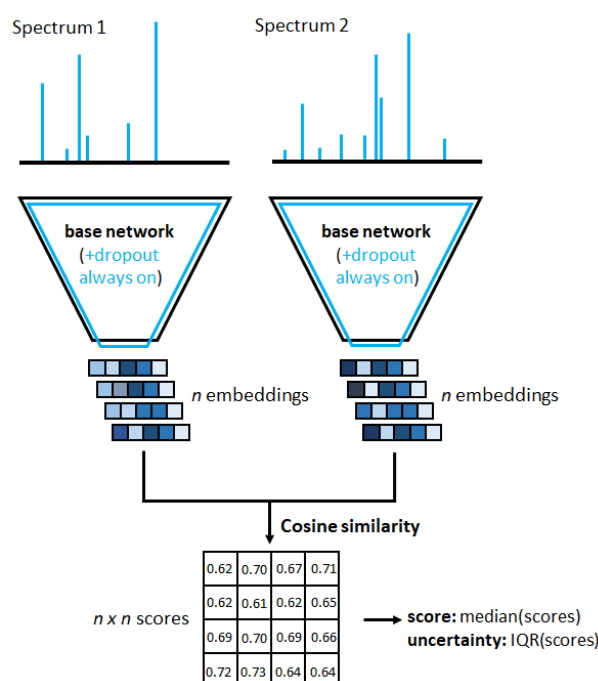 Spectrum 1
Spectrum 2
base network
(+dropout
always on)
base network
(+dropout
always on)
n embeddings
n embeddings
Cosine similarity
n x n scores
0.62 0.70 0.67 0.71
0.62 0.61 0.62 0.65
0.69 0.70 0.69 0.66
0.72 0.73 0.64 0.64
score: median(scores)
uncertainty: IQR(scores)